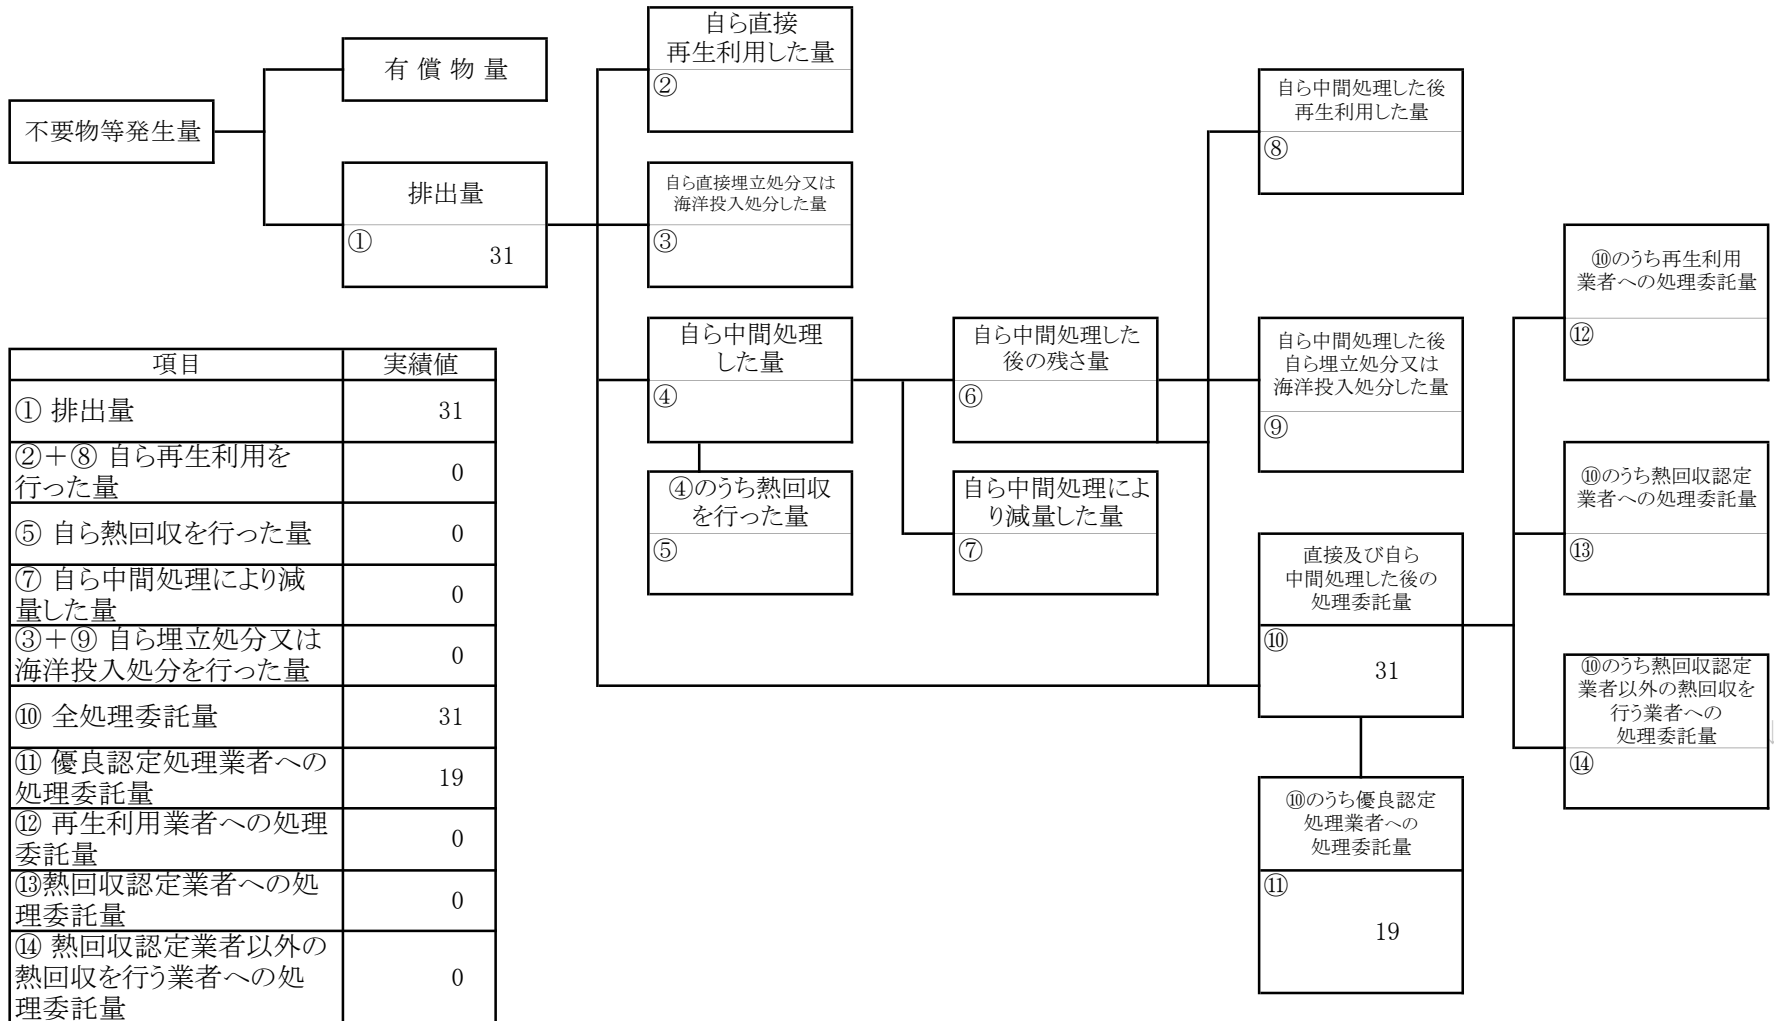 不要物等発生量
有償物量
排出量
①
31
自ら直接
再生利用した量
②
自ら直接埋立処分又は
海洋投入処分した量
③
自ら中間処理
した量
④
④のうち熱回収
を行った量
⑤
自ら中間処理した
後の残さ量
⑥
自ら中間処理によ
り減量した量
⑦
自ら中間処理した後
再生利用した量
⑧
自ら中間処理した後
自ら埋立処分又は
海洋投入処分した量
⑨
直接及び自ら
中間処理した後の
処理委託量
⑩
31
⑩のうち優良認定
処理業者への
処理委託量
⑪
19
⑩のうち再生利用
業者への処理委託量
⑫
⑩のうち熱回収認定
業者への処理委託量
⑬
⑩のうち熱回収認定
業者以外の熱回収を
行う業者への
処理委託量
⑭
項目 実績値
① 排出量 31
②+⑧ 自ら再生利用を
行った量 0
⑤ 自ら熱回収を行った量 0
⑦ 自ら中間処理により減
量した量 0
③+⑨ 自ら埋立処分又は
海洋投入処分を行った量 0
⑩ 全処理委託量 31
⑪ 優良認定処理業者への
処理委託量 19
⑫ 再生利用業者への処理
委託量 0
⑬熱回収認定業者への処
理委託量 0
⑭ 熱回収認定業者以外の
熱回収を行う業者への処
理委託量 0